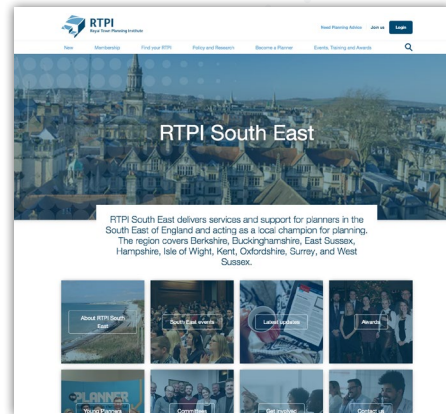 RTPI
Royal Town Planning Institute
Need Planning Advice
Join us
Login
New
Membership
Find your RTPI
Policy and Research
Become a Planner
Events, Training and Awards
RTPI South East
RTPI South East delivers services and support for planners in the
South East of England and acting as a local champion for planning.
The region covers Berkshire, Buckinghamshire, East Sussex,
Hampshire, Isle of Wight, Kent, Oxfordshire, Surrey, and West
Sussex.
About RTPI South
East
South East events
Latest updates
Awards
PLANNER
Young Planners
Committees
Get involved
Contact us